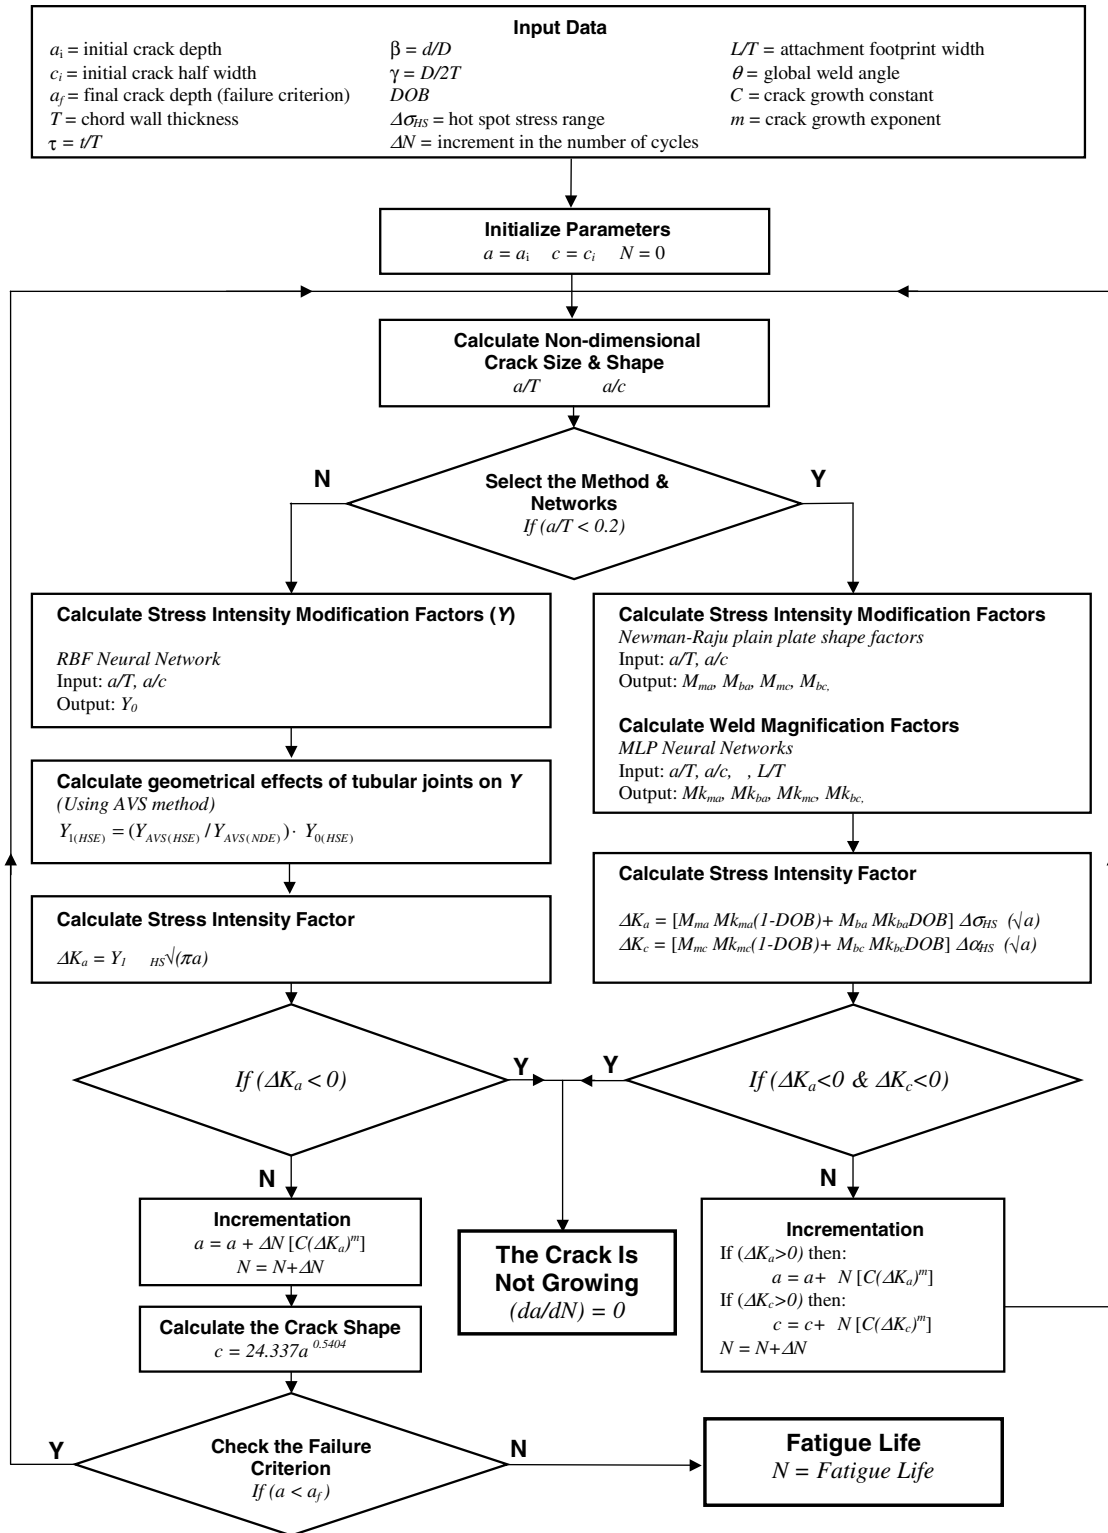 Input Data
a_i = initial crack depth
c_i = initial crack half width
a_f = final crack depth (failure criterion)
T = chord wall thickness
τ = t/T
β = d/D
γ = D/2T
DOB
Δσ_HS = hot spot stress range
ΔN = increment in the number of cycles
L/T = attachment footprint width
θ = global weld angle
C = crack growth constant
m = crack growth exponent
Initialize Parameters
a = a_i c = c_i N = 0
Calculate Non-dimensional
Crack Size & Shape
a/T a/c
Select the Method &
Networks
If (a/T < 0.2)
N
Y
Calculate Stress Intensity Modification Factors (Y)
RBF Neural Network
Input: a/T, a/c
Output: Y_0
Calculate geometrical effects of tubular joints on Y
(Using AVS method)
Y_1(HSE) = (Y_AVS(HSE) / Y_AVS(NDE)) · Y_0(HSE)
Calculate Stress Intensity Factor
ΔK_a = Y_1 _HS√(πa)
If (ΔK_a < 0)
Y
N
Incrementation
a = a + ΔN [C(ΔK_a)^m]
N = N+ΔN
Calculate the Crack Shape
c = 24.337a^0.5404
Check the Failure
Criterion
If (a < a_f)
Y
N
Calculate Stress Intensity Modification Factors
Newman-Raju plain plate shape factors
Input: a/T, a/c
Output: M_ma, M_ba, M_mc, M_bc,
Calculate Weld Magnification Factors
MLP Neural Networks
Input: a/T, a/c, , L/T
Output: Mk_ma, Mk_ba, Mk_mc, Mk_bc,
Calculate Stress Intensity Factor
ΔK_a = [M_ma Mk_ma(1-DOB)+ M_ba Mk_ba DOB] Δσ_HS (√a)
ΔK_c = [M_mc Mk_mc(1-DOB)+ M_bc Mk_bc DOB] Δα_HS (√a)
If (ΔK_a<0 & ΔK_c<0)
Y
N
Incrementation
If (ΔK_a>0) then:
a = a+ N [C(ΔK_a)^m]
If (ΔK_c>0) then:
c = c+ N [C(ΔK_c)^m]
N = N+ΔN
The Crack Is
Not Growing
(da/dN) = 0
Fatigue Life
N = Fatigue Life